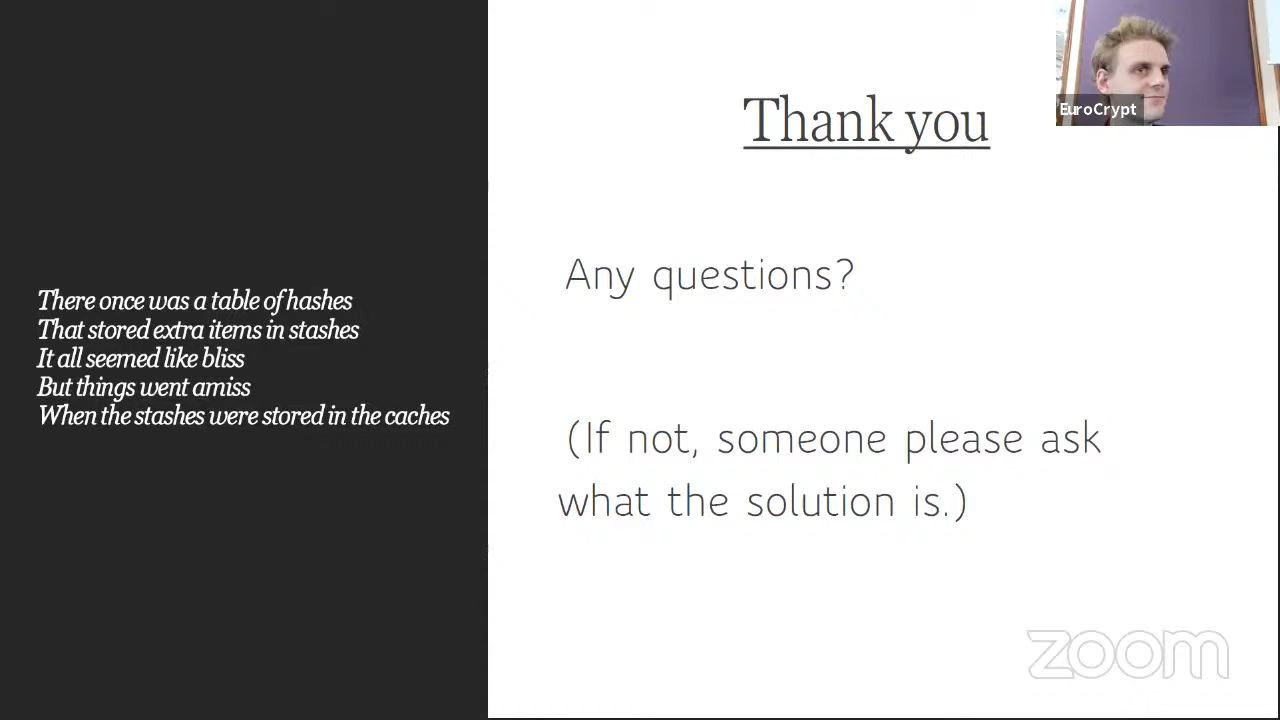 There once was a table of hashes
That stored extra items in stashes
It all seemed like bliss
But things went amiss
When the stashes were stored in the caches
Thank you
Any questions?
(If not, someone please ask
what the solution is.)
EuroCrypt
zoom